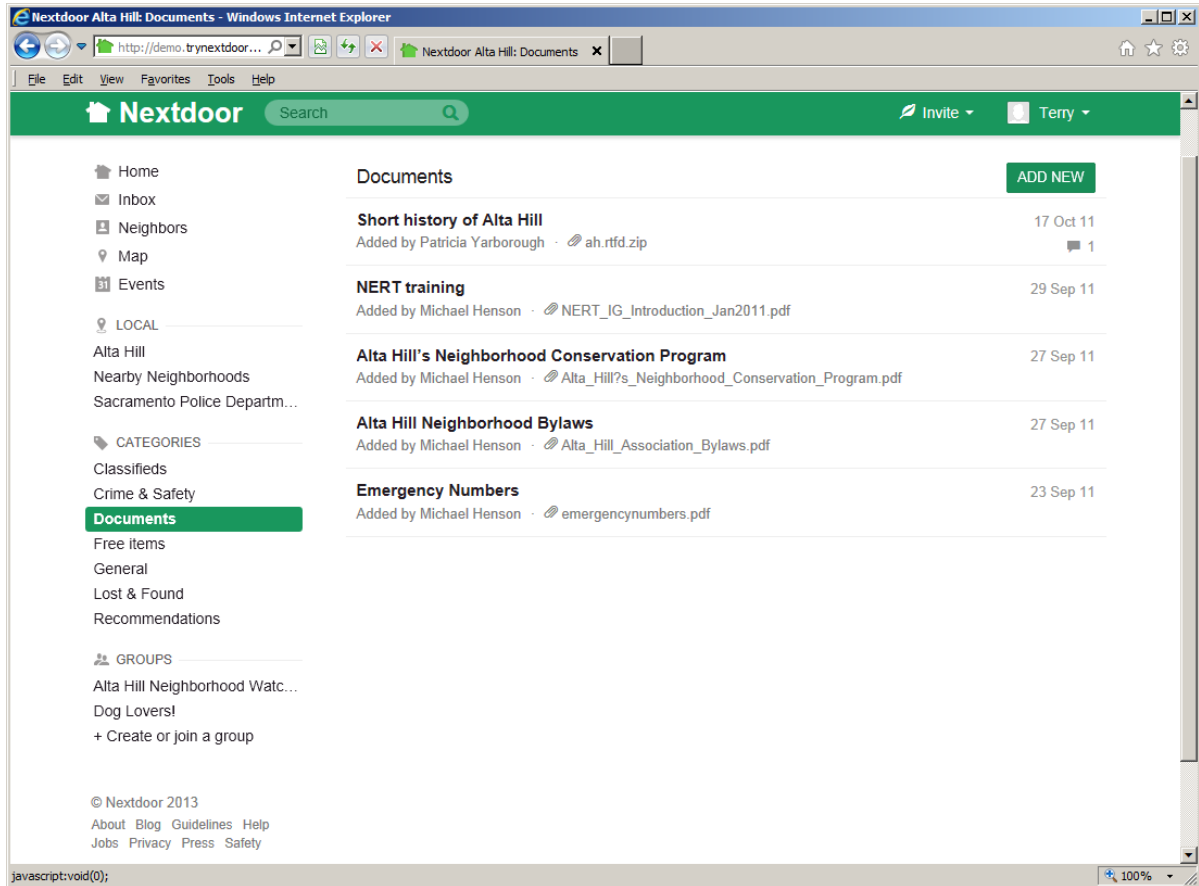 Nextdoor Alta Hill: Documents - Windows Internet Explorer
http://demo.trynextdoor...
Nextdoor Alta Hill: Documents
File Edit View Favorites Tools Help
Nextdoor
Search
Invite
Terry
Home
Inbox
Neighbors
Map
31 Events
LOCAL
Alta Hill
Nearby Neighborhoods
Sacramento Police Departm...
CATEGORIES
Classifieds
Crime & Safety
Documents
Free items
General
Lost & Found
Recommendations
GROUPS
Alta Hill Neighborhood Watc...
Dog Lovers!
+ Create or join a group
© Nextdoor 2013
About Blog Guidelines Help
Jobs Privacy Press Safety
Documents
ADD NEW
Short history of Alta Hill
17 Oct 11
Added by Patricia Yarborough · ah.rtfd.zip
1
NERT training
29 Sep 11
Added by Michael Henson · NERT_IG_Introduction_Jan2011.pdf
Alta Hill's Neighborhood Conservation Program
27 Sep 11
Added by Michael Henson · Alta_Hill?s_Neighborhood_Conservation_Program.pdf
Alta Hill Neighborhood Bylaws
27 Sep 11
Added by Michael Henson · Alta_Hill_Association_Bylaws.pdf
Emergency Numbers
23 Sep 11
Added by Michael Henson · emergencynumbers.pdf
javascript:void(0);
100%